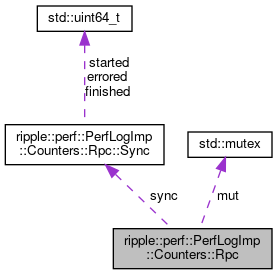 std::uint64_t
started
errored
finished
ripple::perf::PerfLogImp
::Counters::Rpc::Sync
std::mutex
sync
mut
ripple::perf::PerfLogImp
::Counters::Rpc